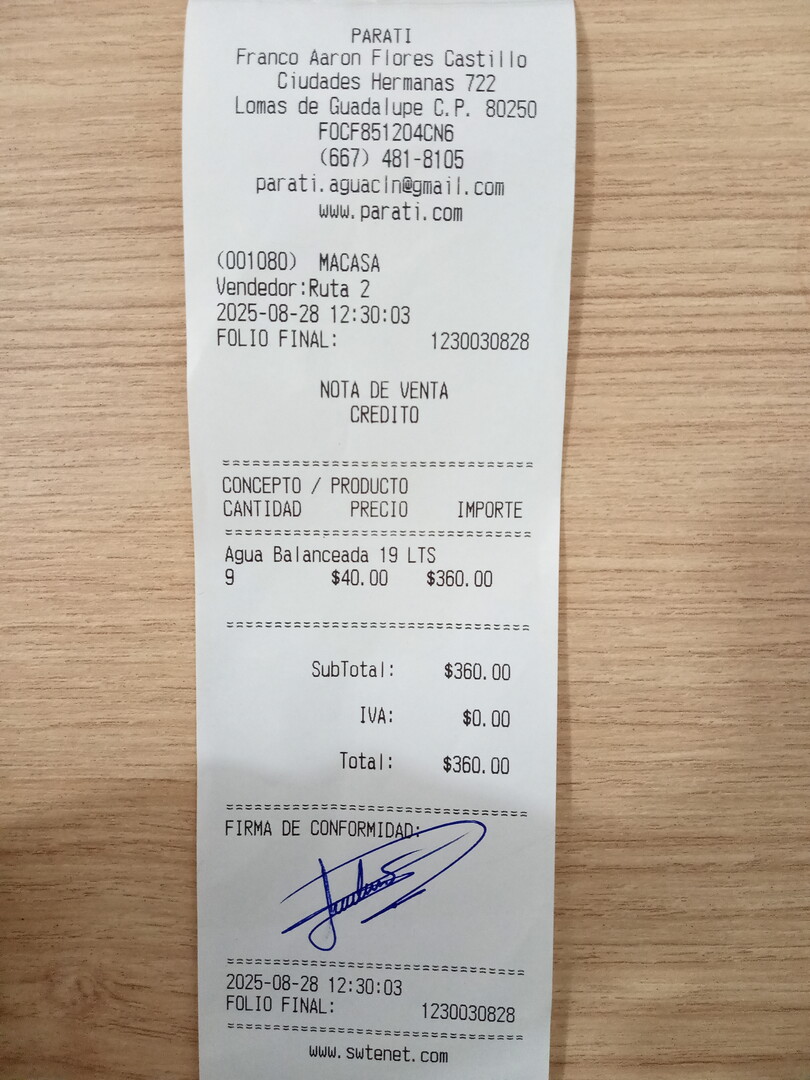 PARATI
Franco Aaron Flores Castillo
Ciudades Hermanas 722
Lomas de Guadalupe C.P. 80250
FOCF851204CN6
(667) 481-8105
parati.aguacln@gmail.com
www.parati.com
(001080) MACASA
Vendedor:Ruta 2
2025-08-28 12:30:03
FOLIO FINAL: 1230030828
NOTA DE VENTA
CREDITO
CONCEPTO / PRODUCTO
CANTIDAD PRECIO IMPORTE
Agua Balanceada 19 LTS
9 $40.00 $360.00
SubTotal: $360.00
IVA: $0.00
Total: $360.00
FIRMA DE CONFORMIDAD:
2025-08-28 12:30:03
FOLIO FINAL: 1230030828
www.swtenet.com